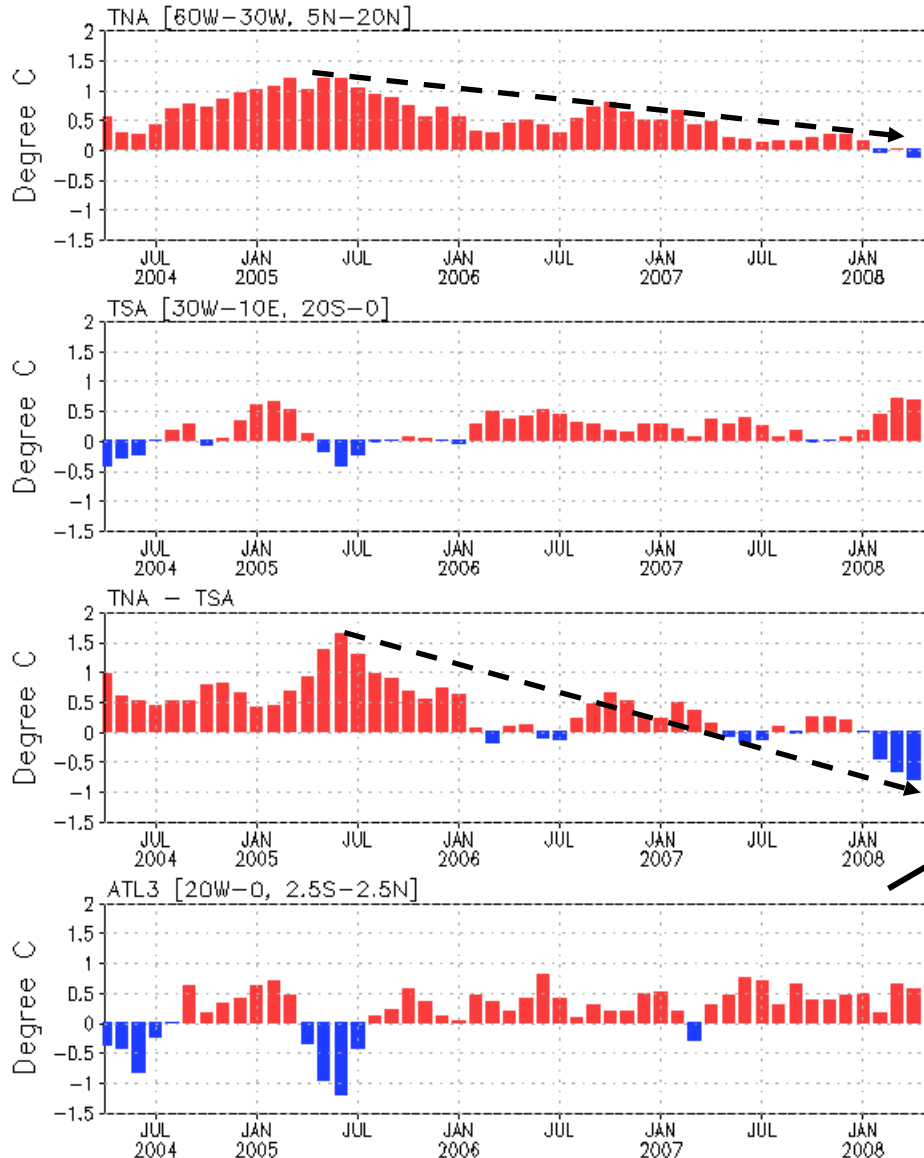 TNA [60W-30W, 5N-20N]
Degree C
2
1.5
1
0.5
0
-0.5
-1
-1.5
JUL JAN JUL JAN JUL JAN JUL JAN
2004 2005 2006 2007 2008
TSA [30W-10E, 20S-0]
Degree C
2
1.5
1
0.5
0
-0.5
-1
-1.5
JUL JAN JUL JAN JUL JAN JUL JAN
2004 2005 2006 2007 2008
TNA - TSA
Degree C
2
1.5
1
0.5
0
-0.5
-1
-1.5
JUL JAN JUL JAN JUL JAN JUL JAN
2004 2005 2006 2007 2008
ATL3 [20W-0, 2.5S-2.5N]
Degree C
2
1.5
1
0.5
0
-0.5
-1
-1.5
JUL JAN JUL JAN JUL JAN JUL JAN
2004 2005 2006 2007 2008